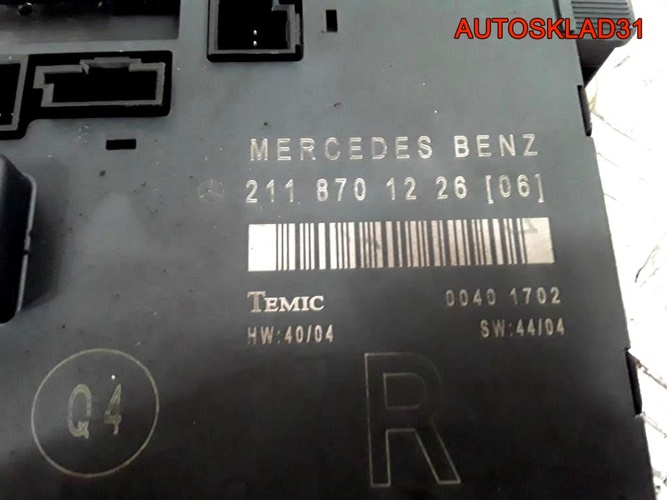 AUTOSKLAD31
MERCEDES BENZ
211 870 12 26 [06]
TEMIC 0040 1702
HW:40/04 SW:44/04
Q4
R